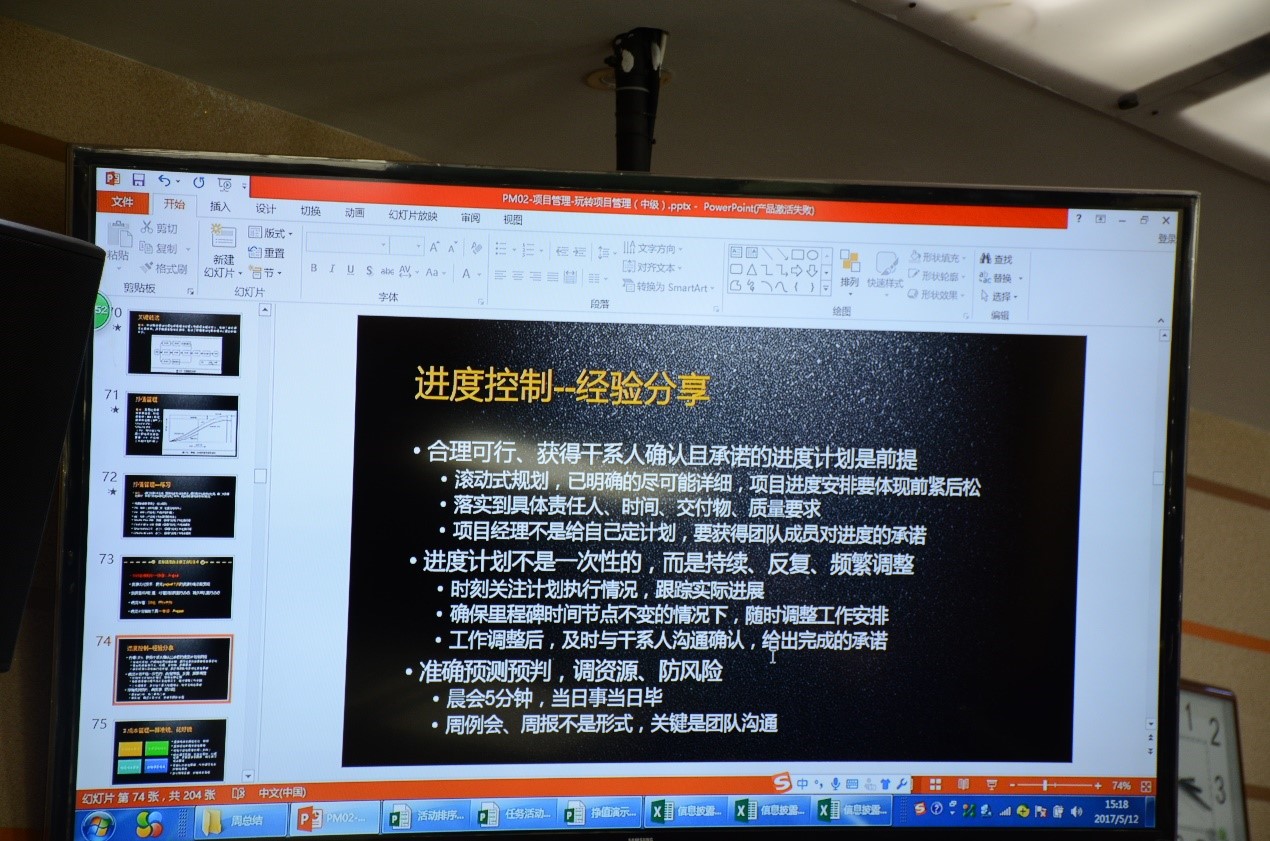 PM02-项目管理-玩转项目管理（中级）.pptx - PowerPoint(产品激活失败)
文件 开始 插入 设计 切换 动画 幻灯片放映 审阅 视图
登录
粘贴 剪切 复制 格式刷
新建 幻灯片 版式 重置 节
文字方向 对齐文本 转换为 SmartArt
排列 快速样式 形状填充 形状轮廓 形状效果
查找 替换 选择
剪贴板 幻灯片 字体 段落 绘图 编辑
52
70
71
72
73
74
75
进度控制--经验分享
• 合理可行、获得干系人确认且承诺的进度计划是前提
• 滚动式规划，已明确的尽可能详细，项目进度安排要体现前紧后松
• 落实到具体责任人、时间、交付物、质量要求
• 项目经理不是给自己定计划，要获得团队成员对进度的承诺
• 进度计划不是一次性的，而是持续、反复、频繁调整
• 时刻关注计划执行情况，跟踪实际进展
• 确保里程碑时间节点不变的情况下，随时调整工作安排
• 工作调整后，及时与干系人沟通确认，给出完成的承诺
• 准确预测预判，调资源、防风险
• 晨会5分钟，当日事当日毕
• 周例会、周报不是形式，关键是团队沟通
幻灯片 第 74 张，共 204 张 中文(中国)
中
74%
周总结 PM02-... 活动排序... 任务活动... 挣值演示... 信息披露... 信息披露... 信息披露...
15:18
2017/5/12
1
2
3